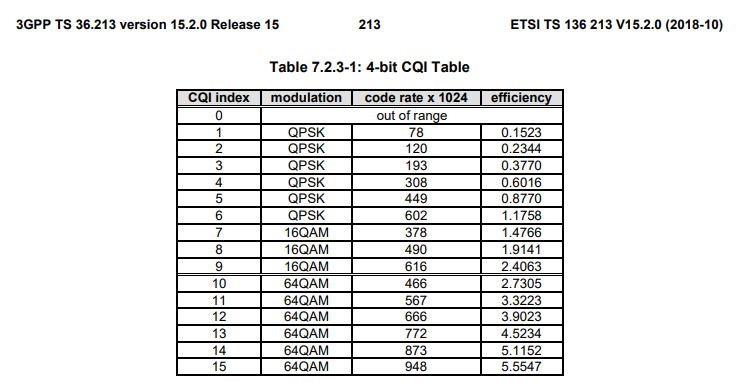 3GPP TS 36.213 version 15.2.0 Release 15 213 ETSI TS 136 213 V15.2.0 (2018-10)
Table 7.2.3-1: 4-bit CQI Table
CQI index modulation code rate x 1024 efficiency
0 out of range
1 QPSK 78 0.1523
2 QPSK 120 0.2344
3 QPSK 193 0.3770
4 QPSK 308 0.6016
5 QPSK 449 0.8770
6 QPSK 602 1.1758
7 16QAM 378 1.4766
8 16QAM 490 1.9141
9 16QAM 616 2.4063
10 64QAM 466 2.7305
11 64QAM 567 3.3223
12 64QAM 666 3.9023
13 64QAM 772 4.5234
14 64QAM 873 5.1152
15 64QAM 948 5.5547